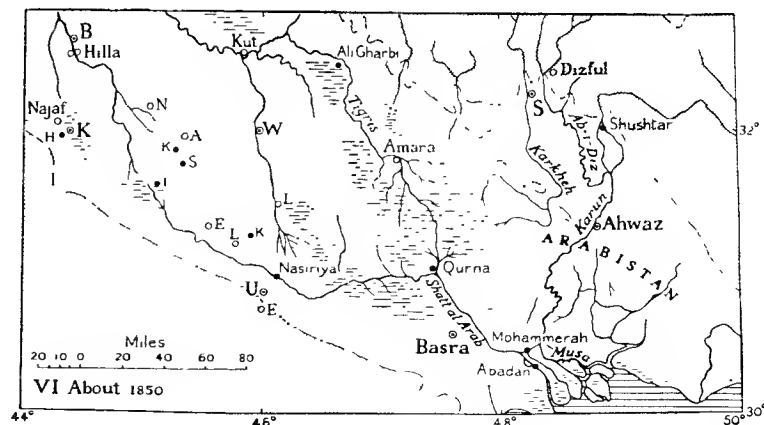 B
Hilla
Kut
Ali Gharbi
Dizful
N
Tigris
S
Najaf
K
H
A
K
S
W
Ab-i-Diz
Shushtar
32°
Amara
Karkheh
I
I
L
Karun
Ahwaz
E
L
K
ARABISTAN
Nasiriya
Qurna
U
E
Shatt al Arab
Basra
Mohammerah
Musa
Abadan
Miles
20 10 0 20 40 60 80
VI About 1850
44° 46° 48° 50° 30°